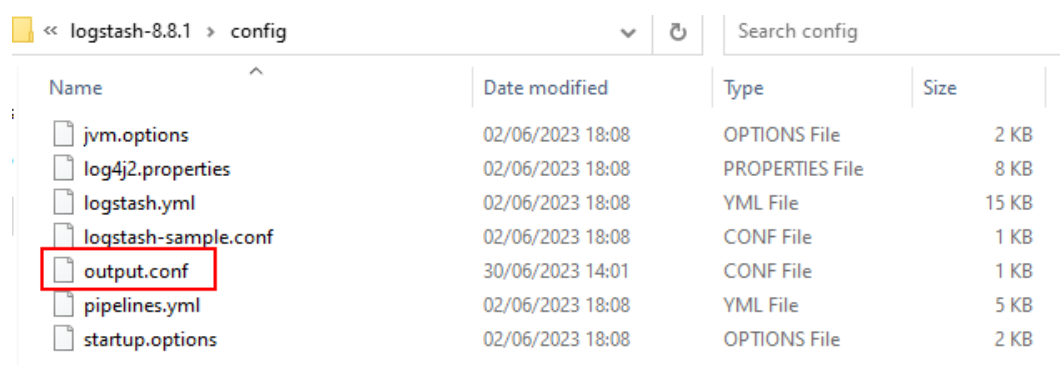 « logstash-8.8.1 > config Search config
Name Date modified Type Size
jvm.options 02/06/2023 18:08 OPTIONS File 2 KB
log4j2.properties 02/06/2023 18:08 PROPERTIES File 8 KB
logstash.yml 02/06/2023 18:08 YML File 15 KB
logstash-sample.conf 02/06/2023 18:08 CONF File 1 KB
output.conf 30/06/2023 14:01 CONF File 1 KB
pipelines.yml 02/06/2023 18:08 YML File 5 KB
startup.options 02/06/2023 18:08 OPTIONS File 2 KB